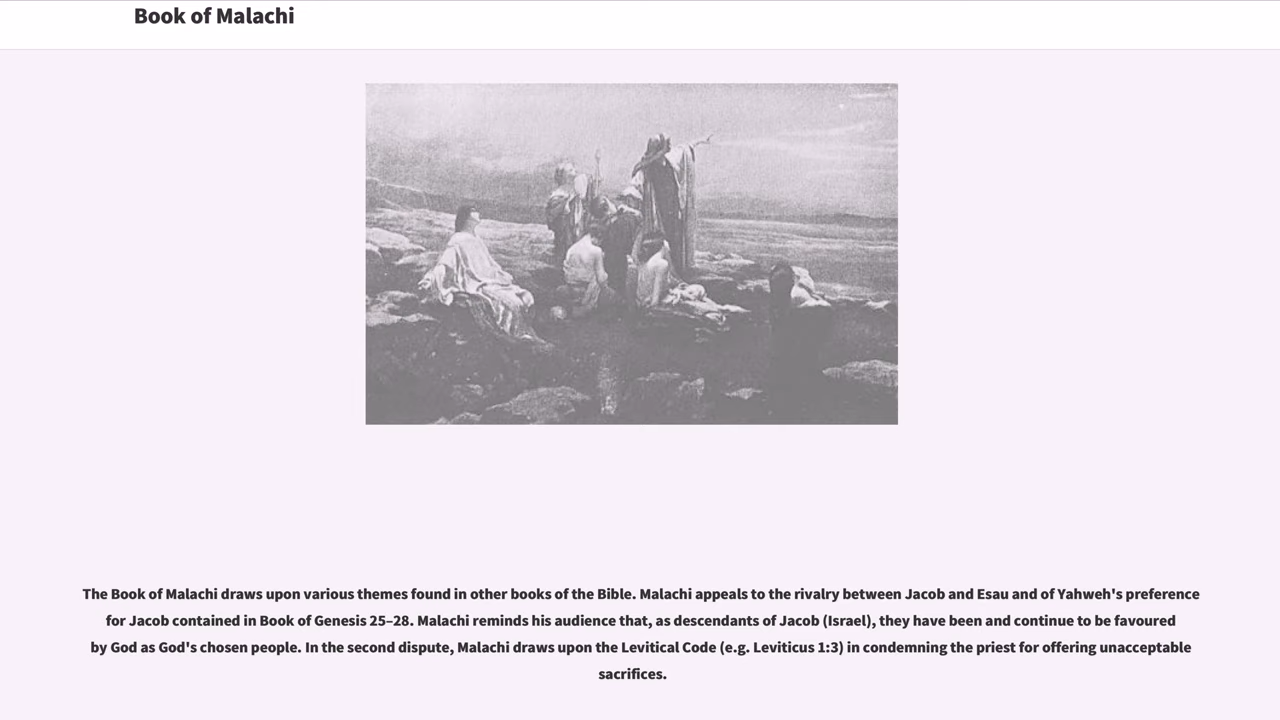 Book of Malachi
The Book of Malachi draws upon various themes found in other books of the Bible. Malachi appeals to the rivalry between Jacob and Esau and of Yahweh's preference
for Jacob contained in Book of Genesis 25–28. Malachi reminds his audience that, as descendants of Jacob (Israel), they have been and continue to be favoured
by God as God's chosen people. In the second dispute, Malachi draws upon the Levitical Code (e.g. Leviticus 1:3) in condemning the priest for offering unacceptable
sacrifices.